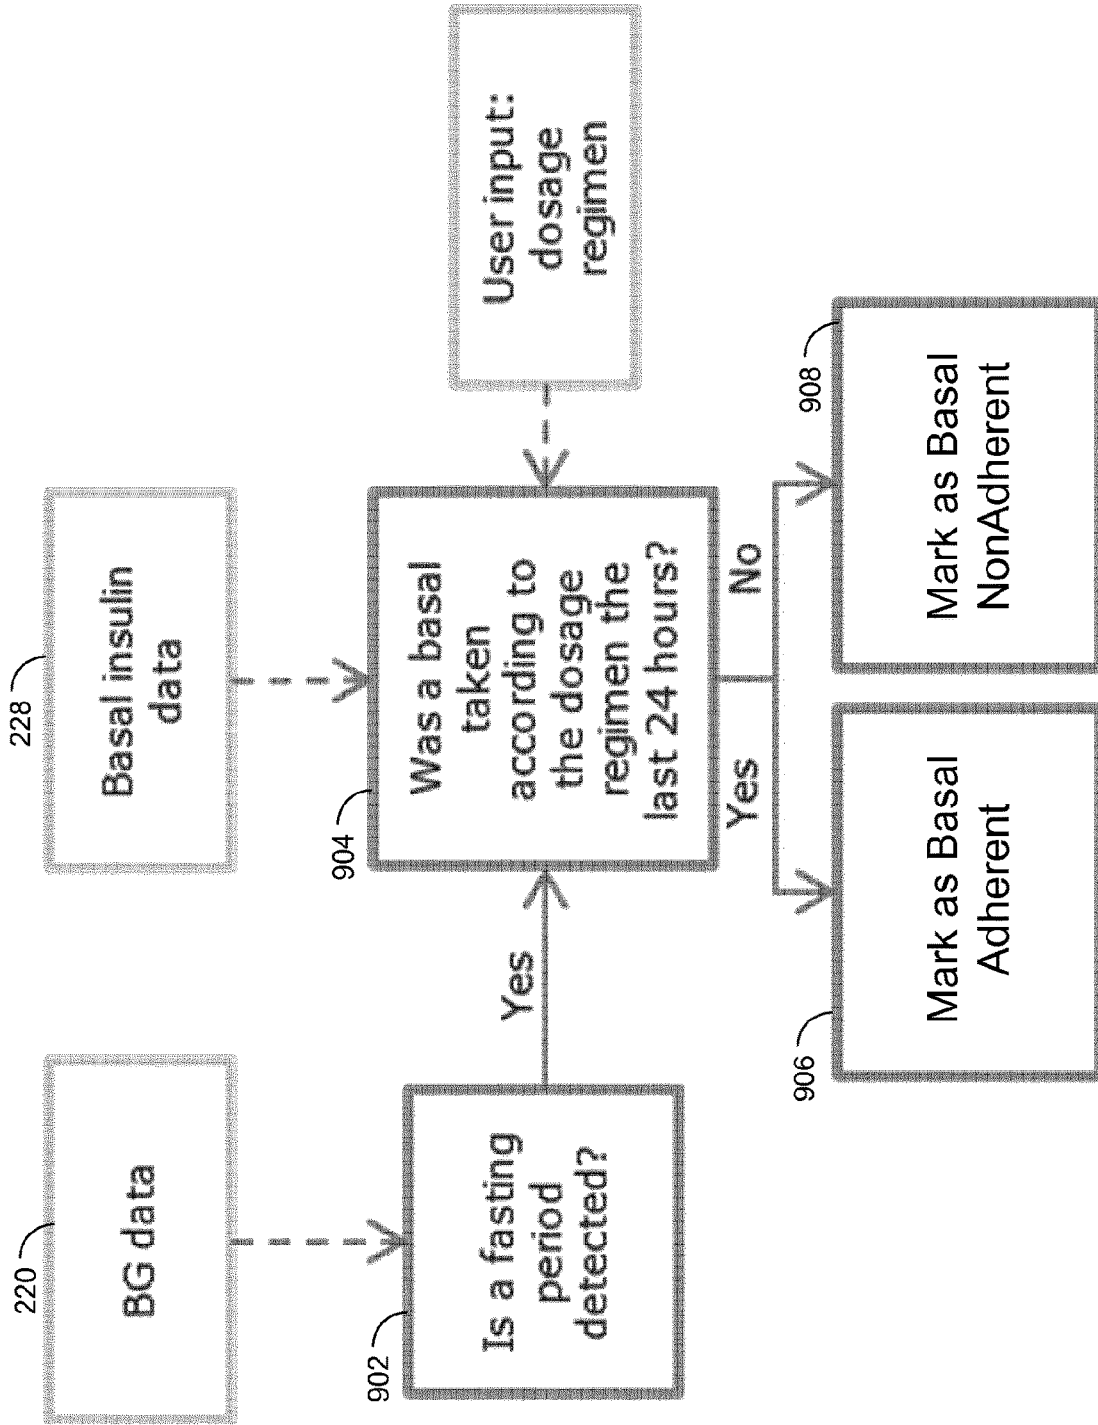 220
BG data
228
Basal insulin
data
902
Is a fasting
period
detected?
Yes
904
Was a basal
taken
according to
the dosage
regimen the
last 24 hours?
User input:
dosage
regimen
Yes
No
906
Mark as Basal
Adherent
908
Mark as Basal
NonAdherent